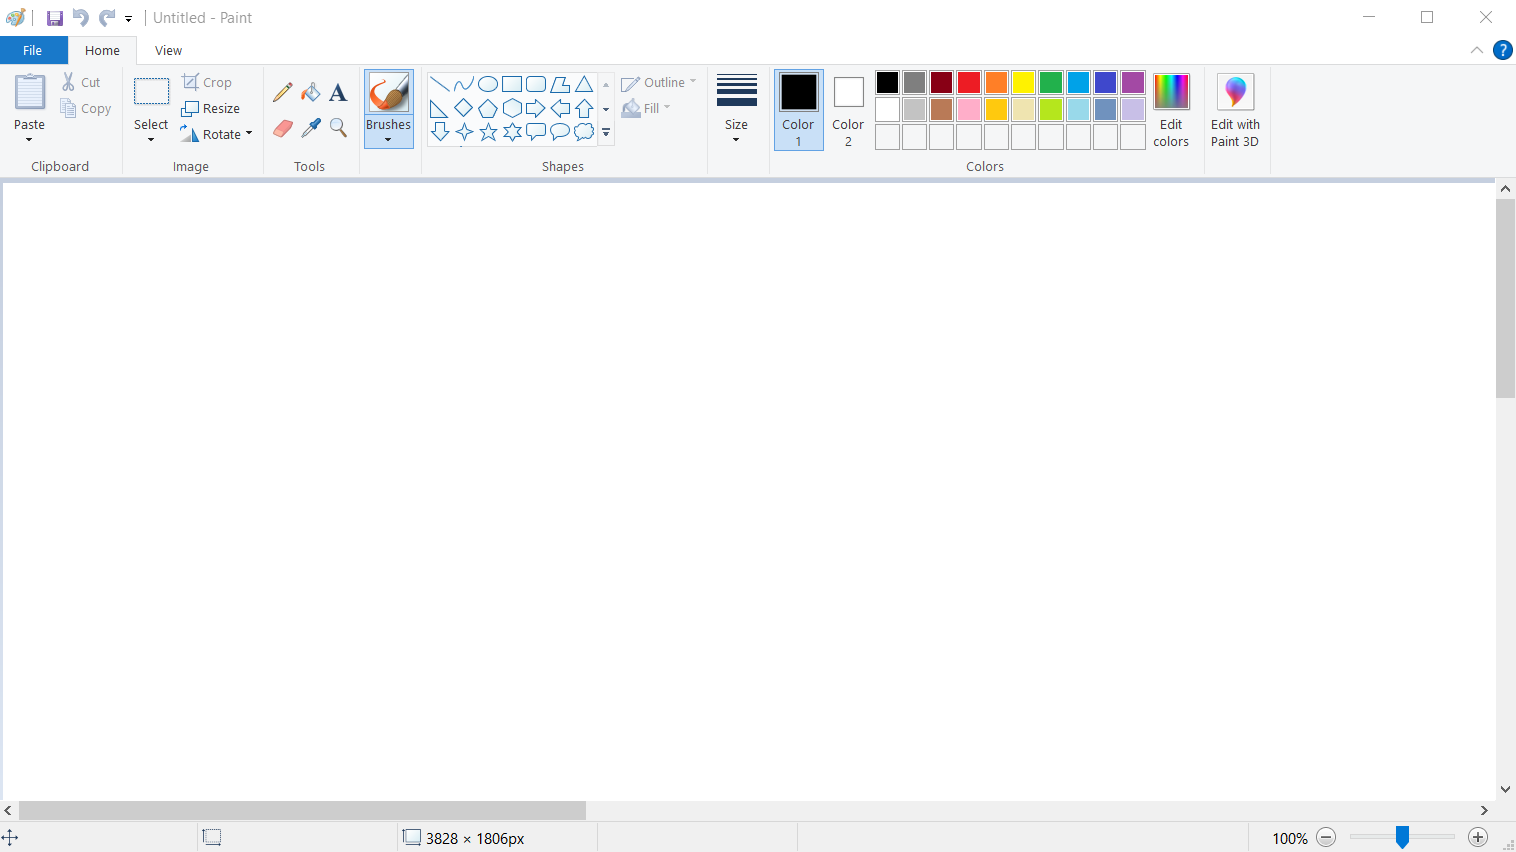 Untitled - Paint
File Home View
Paste
Cut
Copy
Clipboard
Select
Crop
Resize
Rotate
Image
A
Tools
Brushes
Shapes
Outline
Fill
Size
Color 1
Color 2
Edit colors
Colors
Edit with Paint 3D
?
3828 × 1806px
100%